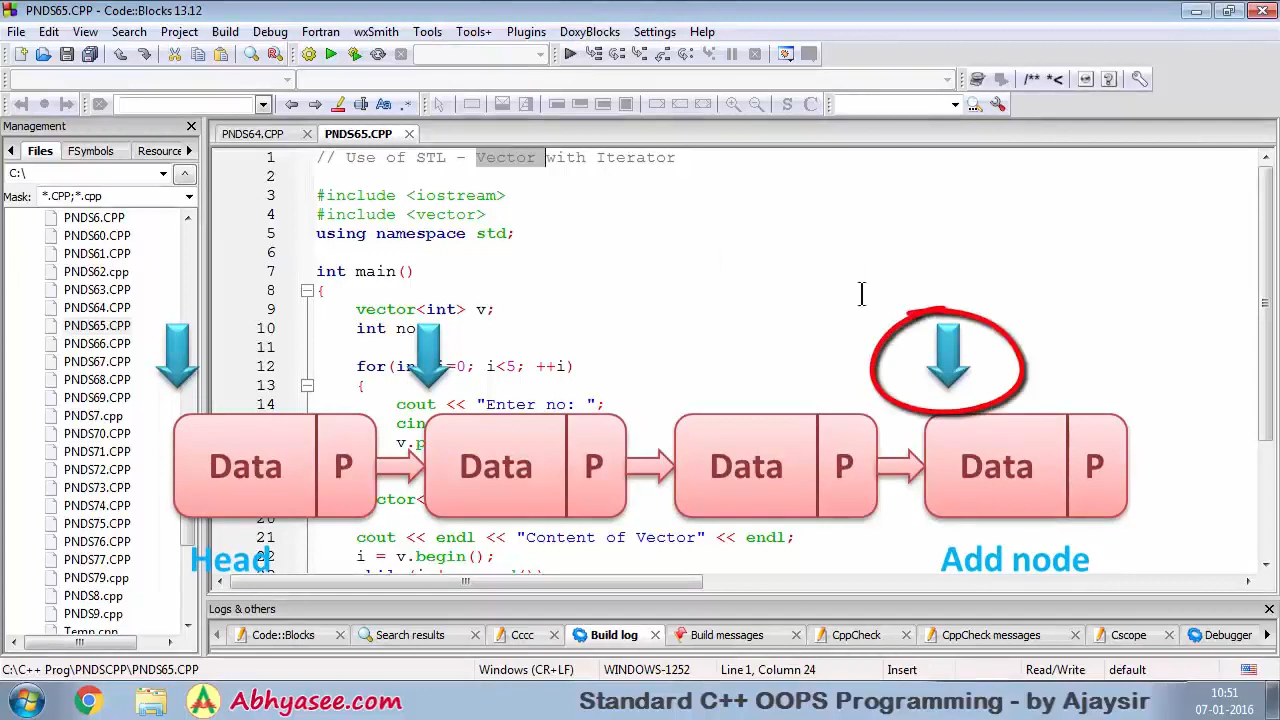 PNDS65.CPP - Code::Blocks 13.12
File Edit View Search Project Build Debug Fortran wxSmith Tools Tools+ Plugins DoxyBlocks Settings Help
/** *<
Management
Files FSymbols Resource
C:\
Mask: *.CPP;*.cpp
PNDS6.CPP
PNDS60.CPP
PNDS61.CPP
PNDS62.cpp
PNDS63.CPP
PNDS64.CPP
PNDS65.CPP
PNDS66.CPP
PNDS67.CPP
PNDS68.CPP
PNDS69.CPP
PNDS7.cpp
PNDS70.CPP
PNDS71.CPP
PNDS72.CPP
PNDS73.CPP
PNDS74.CPP
PNDS75.CPP
PNDS76.CPP
PNDS77.CPP
PNDS79.cpp
PNDS8.cpp
PNDS9.cpp
Temp.cpp
PNDS64.CPP PNDS65.CPP
1 // Use of STL - Vector with Iterator
2
3 #include <iostream>
4 #include <vector>
5 using namespace std;
6
7 int main()
8 {
9 vector<int> v;
10 int no
11
12 for(in i=0; i<5; ++i)
13 {
14 cout << "Enter no: ";
cin
v.p
Data P Data P Data P Data P
ctor<
20
21 cout << endl << "Content of Vector" << endl;
i = v.begin();
Head Add node
Logs & others
Code::Blocks Search results Cccc Build log Build messages CppCheck CppCheck messages Cscope Debugger
C:\C++ Prog\PNDSCPP\PNDS65.CPP Windows (CR+LF) WINDOWS-1252 Line 1, Column 24 Insert Read/Write default
Abhyasee.com Standard C++ OOPS Programming - by Ajaysir
10:51
07-01-2016